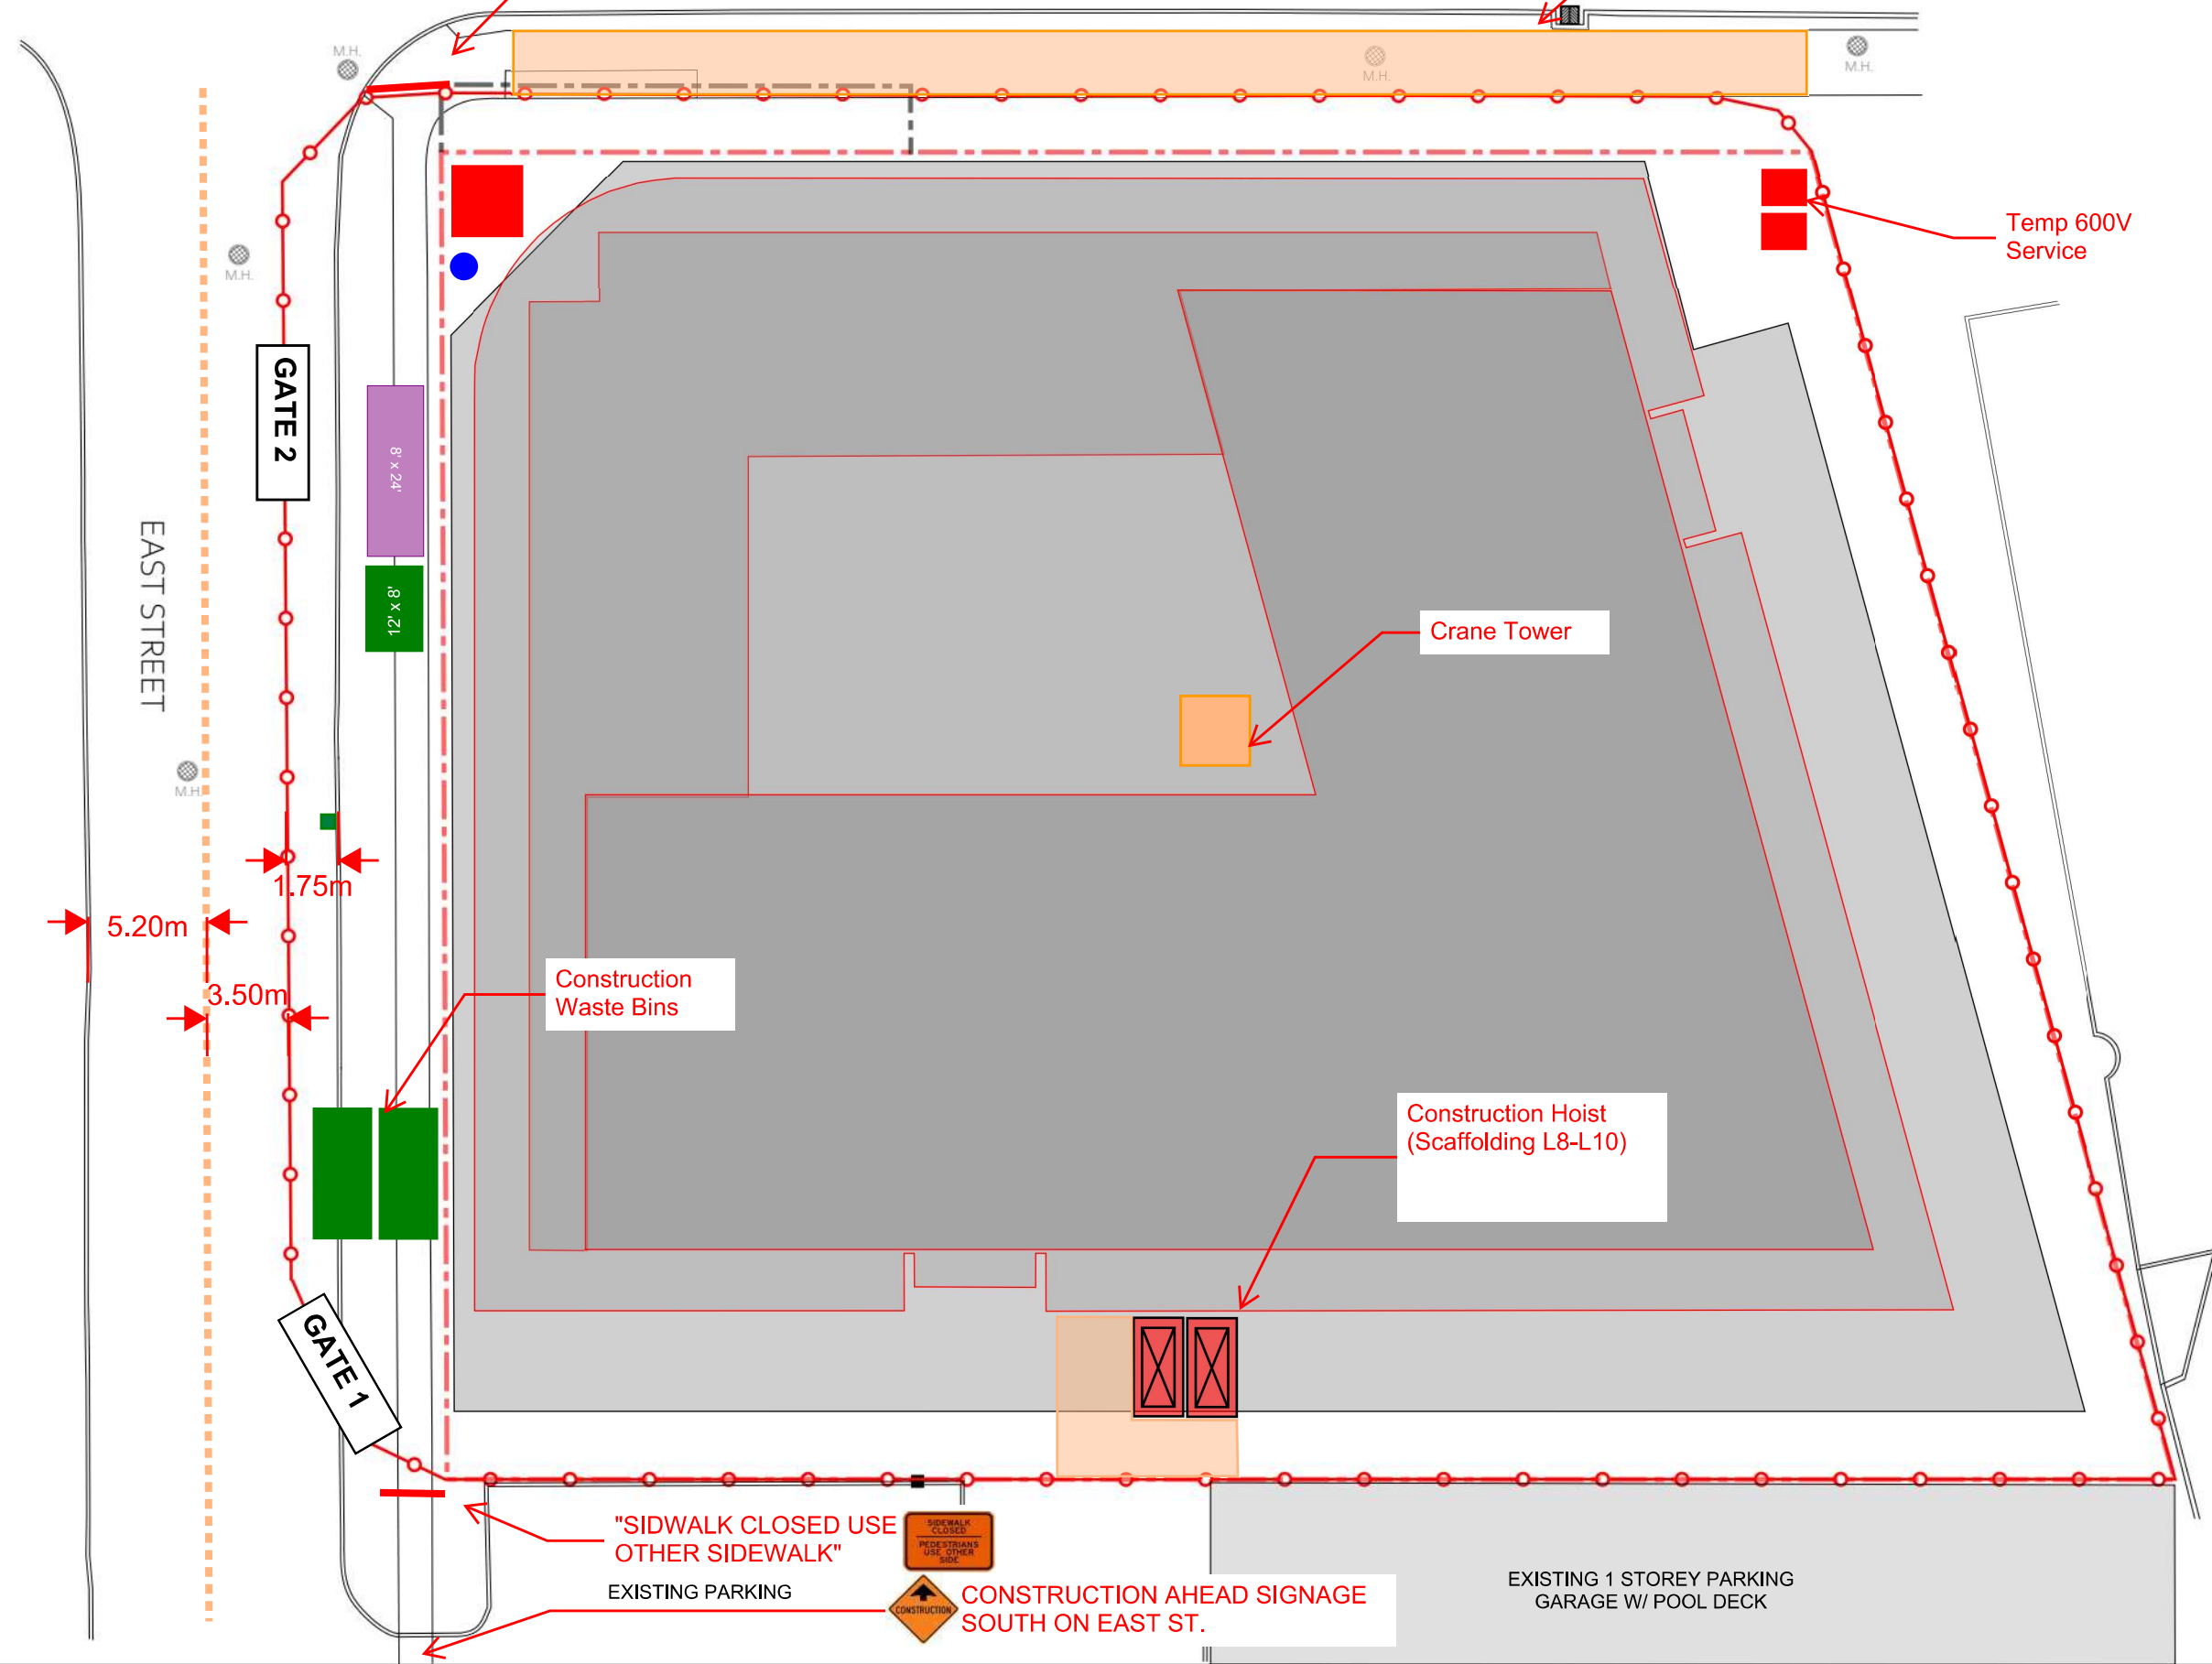 M.H.
M.H.
M.H.
M.H.
Temp 600V
Service
GATE 2
8' x 24'
EAST STREET
12' x 8'
Crane Tower
M.H.
1.75m
5.20m
3.50m
Construction
Waste Bins
Construction Hoist
(Scaffolding L8-L10)
GATE 1
"SIDWALK CLOSED USE
OTHER SIDEWALK"
SIDEWALK
CLOSED
PEDESTRIANS
USE OTHER
SIDE
EXISTING PARKING
CONSTRUCTION
CONSTRUCTION AHEAD SIGNAGE
SOUTH ON EAST ST.
EXISTING 1 STOREY PARKING
GARAGE W/ POOL DECK